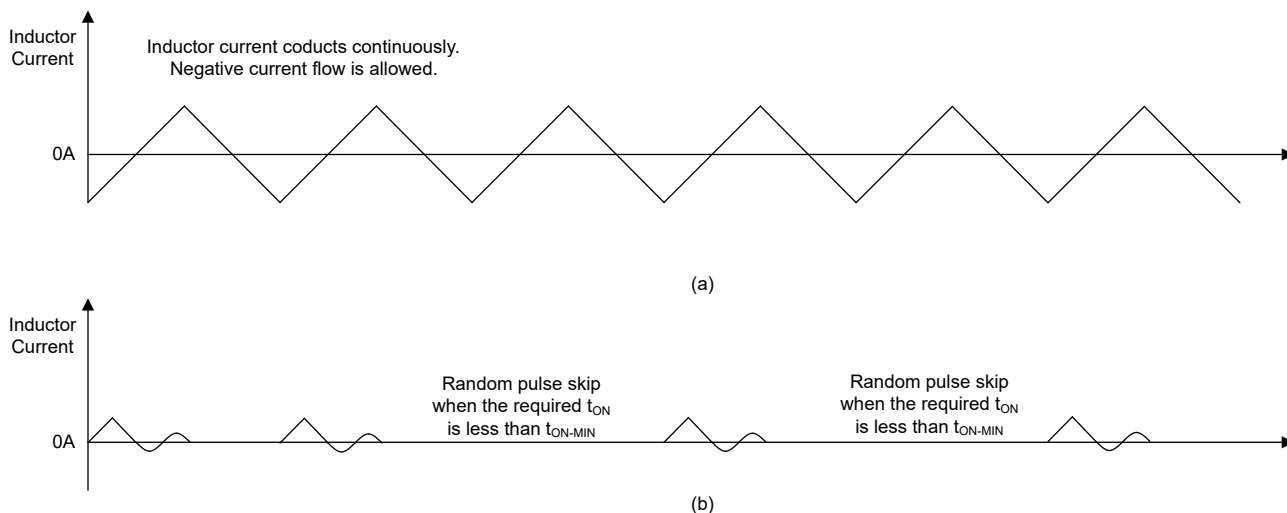 Inductor
Current
Inductor current coducts continuously.
Negative current flow is allowed.
0A
(a)
Inductor
Current
Random pulse skip
when the required tON
is less than tON-MIN
Random pulse skip
when the required tON
is less than tON-MIN
0A
(b)